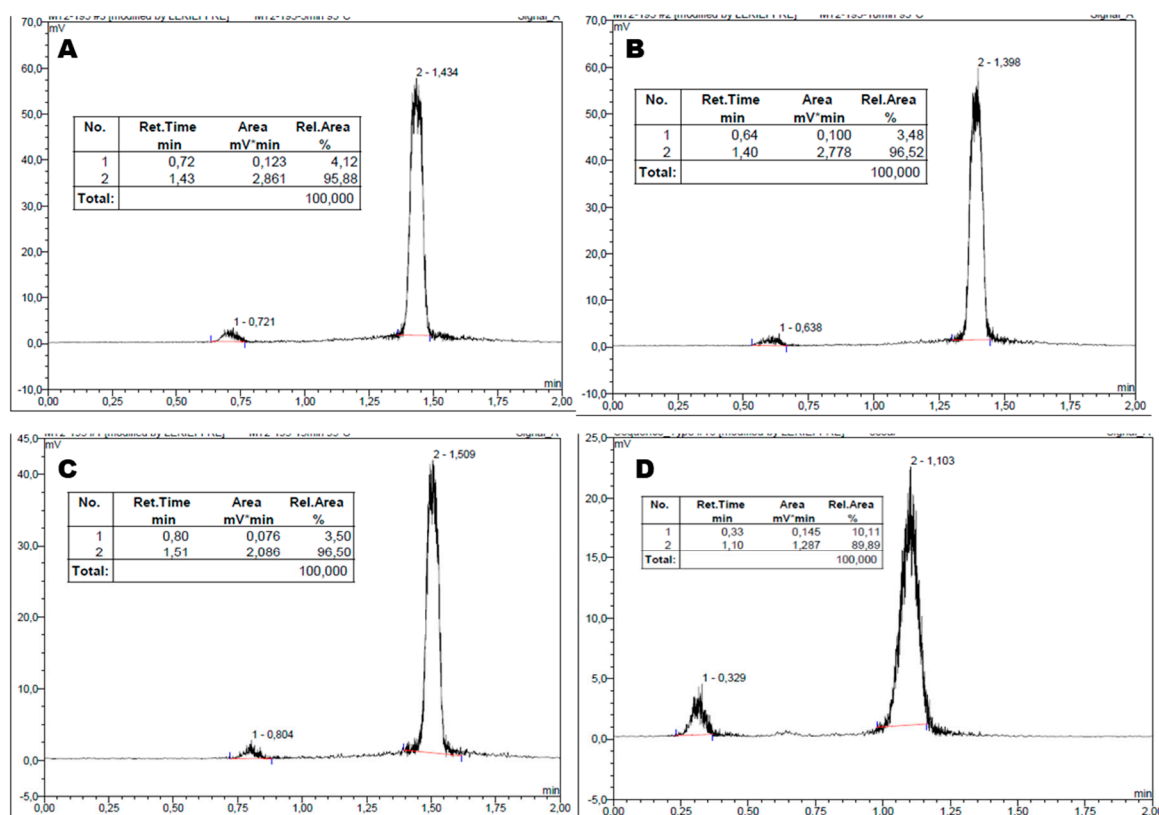 Signal_A
mV
A
70,0
60,0
50,0
40,0
30,0
20,0
10,0
0,0
-10,0
2 - 1,434
No. Ret.Time Area Rel.Area
min mV*min %
1 0,72 0,123 4,12
2 1,43 2,861 95,88
Total: 100,000
1 - 0,721
min
0,00 0,25 0,50 0,75 1,00 1,25 1,50 1,75 2,00
Signal_A
mV
B
70,0
60,0
50,0
40,0
30,0
20,0
10,0
0,0
-10,0
2 - 1,398
No. Ret.Time Area Rel.Area
min mV*min %
1 0,64 0,100 3,48
2 1,40 2,778 96,52
Total: 100,000
1 - 0,638
min
0,00 0,25 0,50 0,75 1,00 1,25 1,50 1,75 2,00
Signal_A
mV
C
45,0
30,0
20,0
10,0
0,0
-5,0
2 - 1,509
No. Ret.Time Area Rel.Area
min mV*min %
1 0,80 0,076 3,50
2 1,51 2,086 96,50
Total: 100,000
1 - 0,804
min
0,00 0,25 0,50 0,75 1,00 1,25 1,50 1,75 2,00
Signal_A
mV
D
25,0
20,0
15,0
10,0
5,0
0,0
-5,0
2 - 1,103
No. Ret.Time Area Rel.Area
min mV*min %
1 0,33 0,145 10,11
2 1,10 1,287 89,89
Total: 100,000
1 - 0,329
min
0,00 0,25 0,50 0,75 1,00 1,25 1,50 1,75 2,00